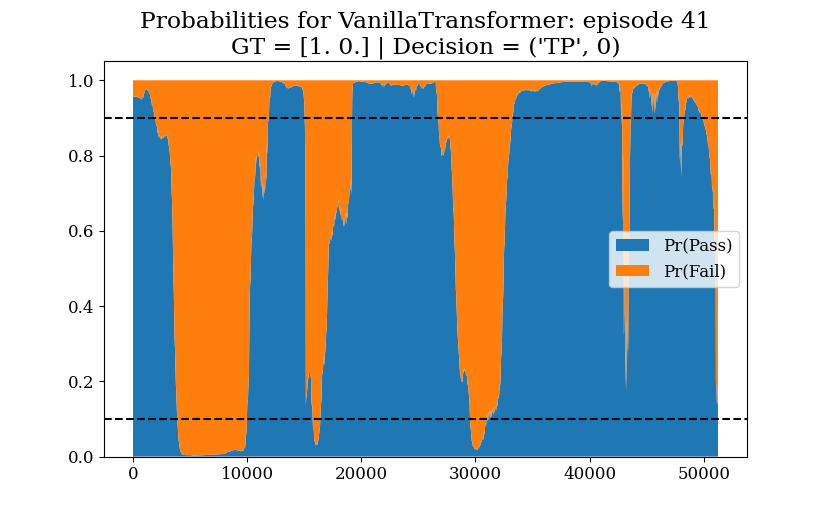 Probabilities for VanillaTransformer: episode 41
GT = [1. 0.] | Decision = ('TP', 0)
1.0
0.8
0.6
0.4
0.2
0.0
Pr(Pass)
Pr(Fail)
0 10000 20000 30000 40000 50000